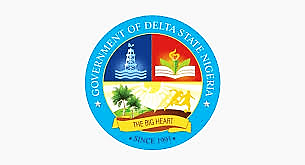 GOVERNMENT OF DELTA STATE NIGERIA
THE BIG HEART
SINCE 1991